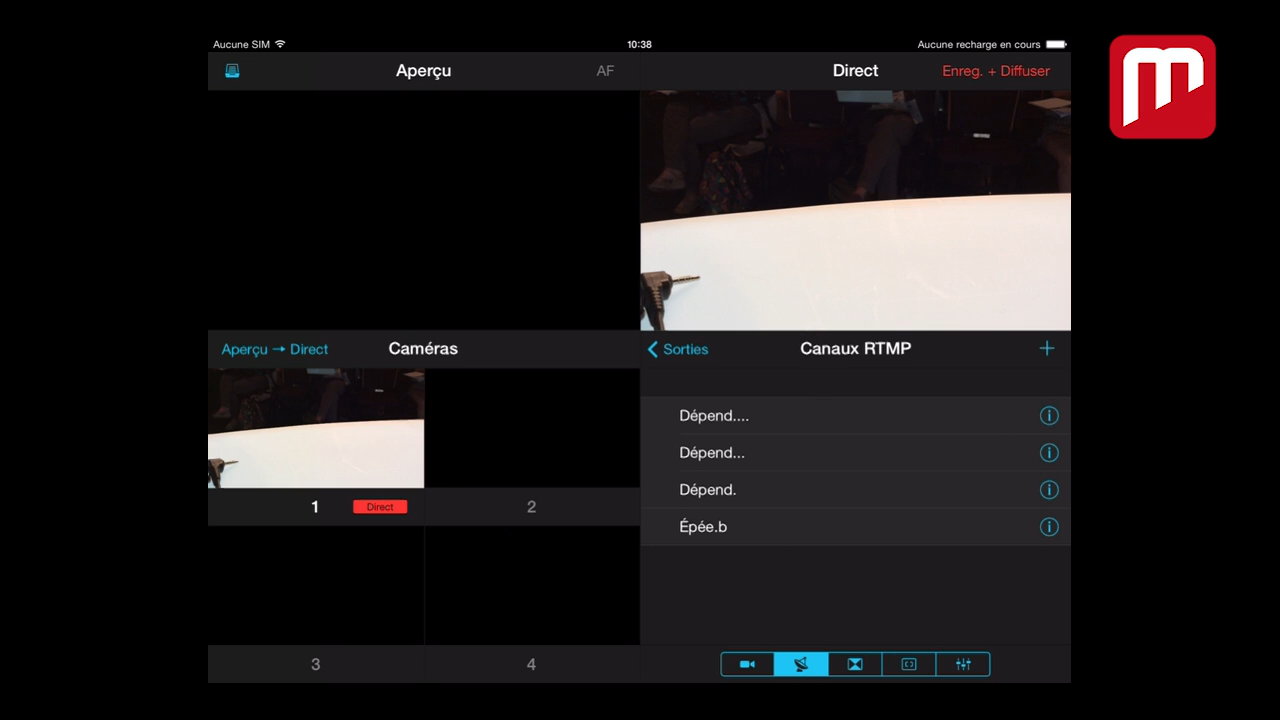 Aucune SIM
10:38
Aucune recharge en cours
Aperçu
AF
Direct
Enreg. + Diffuser
Aperçu → Direct
Caméras
Sorties
Canaux RTMP
+
Dépend....
Dépend...
Dépend.
Épée.b
1
Direct
2
3
4